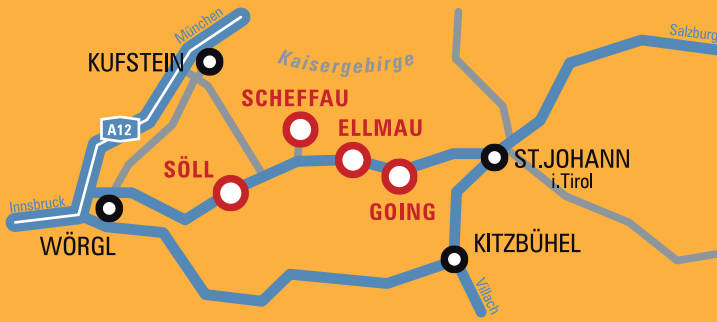 München
Salzburg
KUFSTEIN
Kaisergebirge
SCHEFFAU
A12
ELLMAU
SÖLL
ST.JOHANN
i.Tirol
Innsbruck
GOING
WÖRGL
KITZBÜHEL
Villach